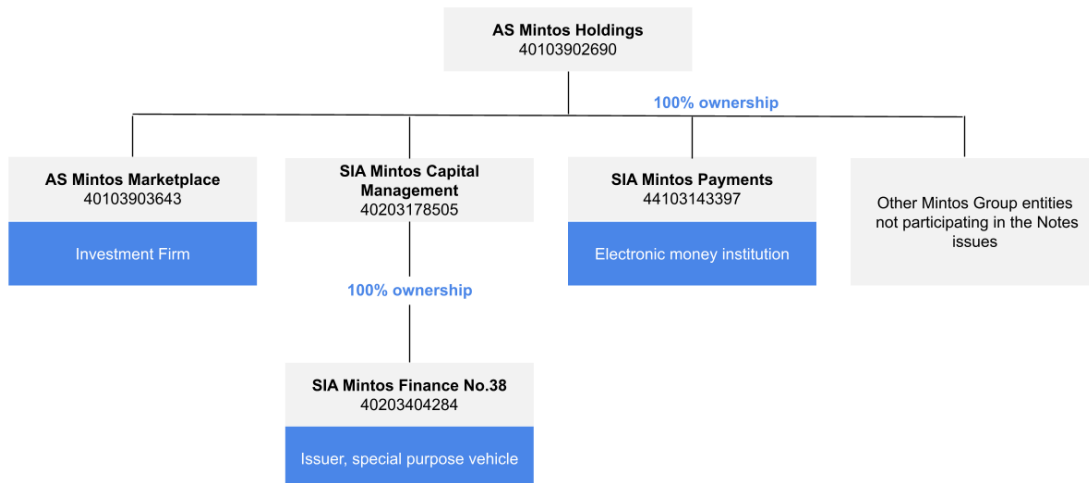 AS Mintos Holdings
40103902690
100% ownership
AS Mintos Marketplace
40103903643
Investment Firm
SIA Mintos Capital
Management
40203178505
SIA Mintos Payments
44103143397
Electronic money institution
Other Mintos Group entities
not participating in the Notes
issues
100% ownership
SIA Mintos Finance No.38
40203404284
Issuer, special purpose vehicle